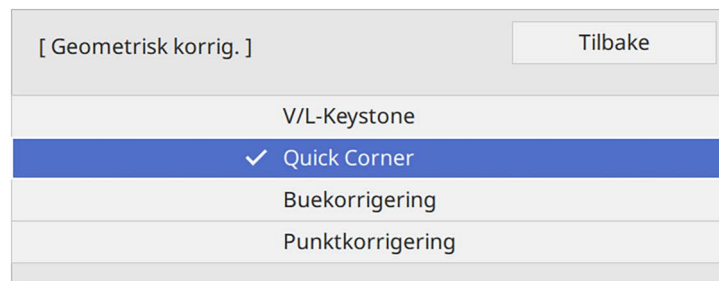 [ Geometrisk korrig. ]
Tilbake
V/L-Keystone
Quick Corner
Buekorrigering
Punktkorrigering